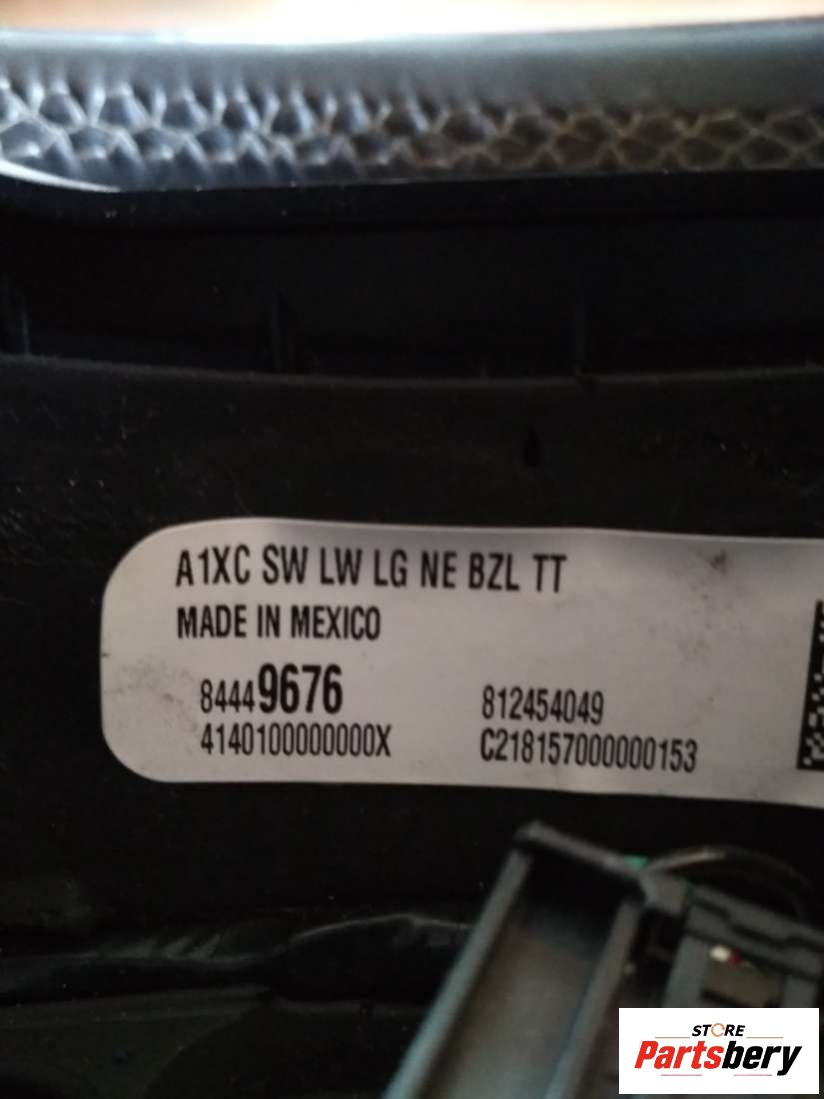 A1XC SW LW LG NE BZL TT
MADE IN MEXICO
84449676 812454049
4140100000000X C218157000000153
STORE
Partsbery